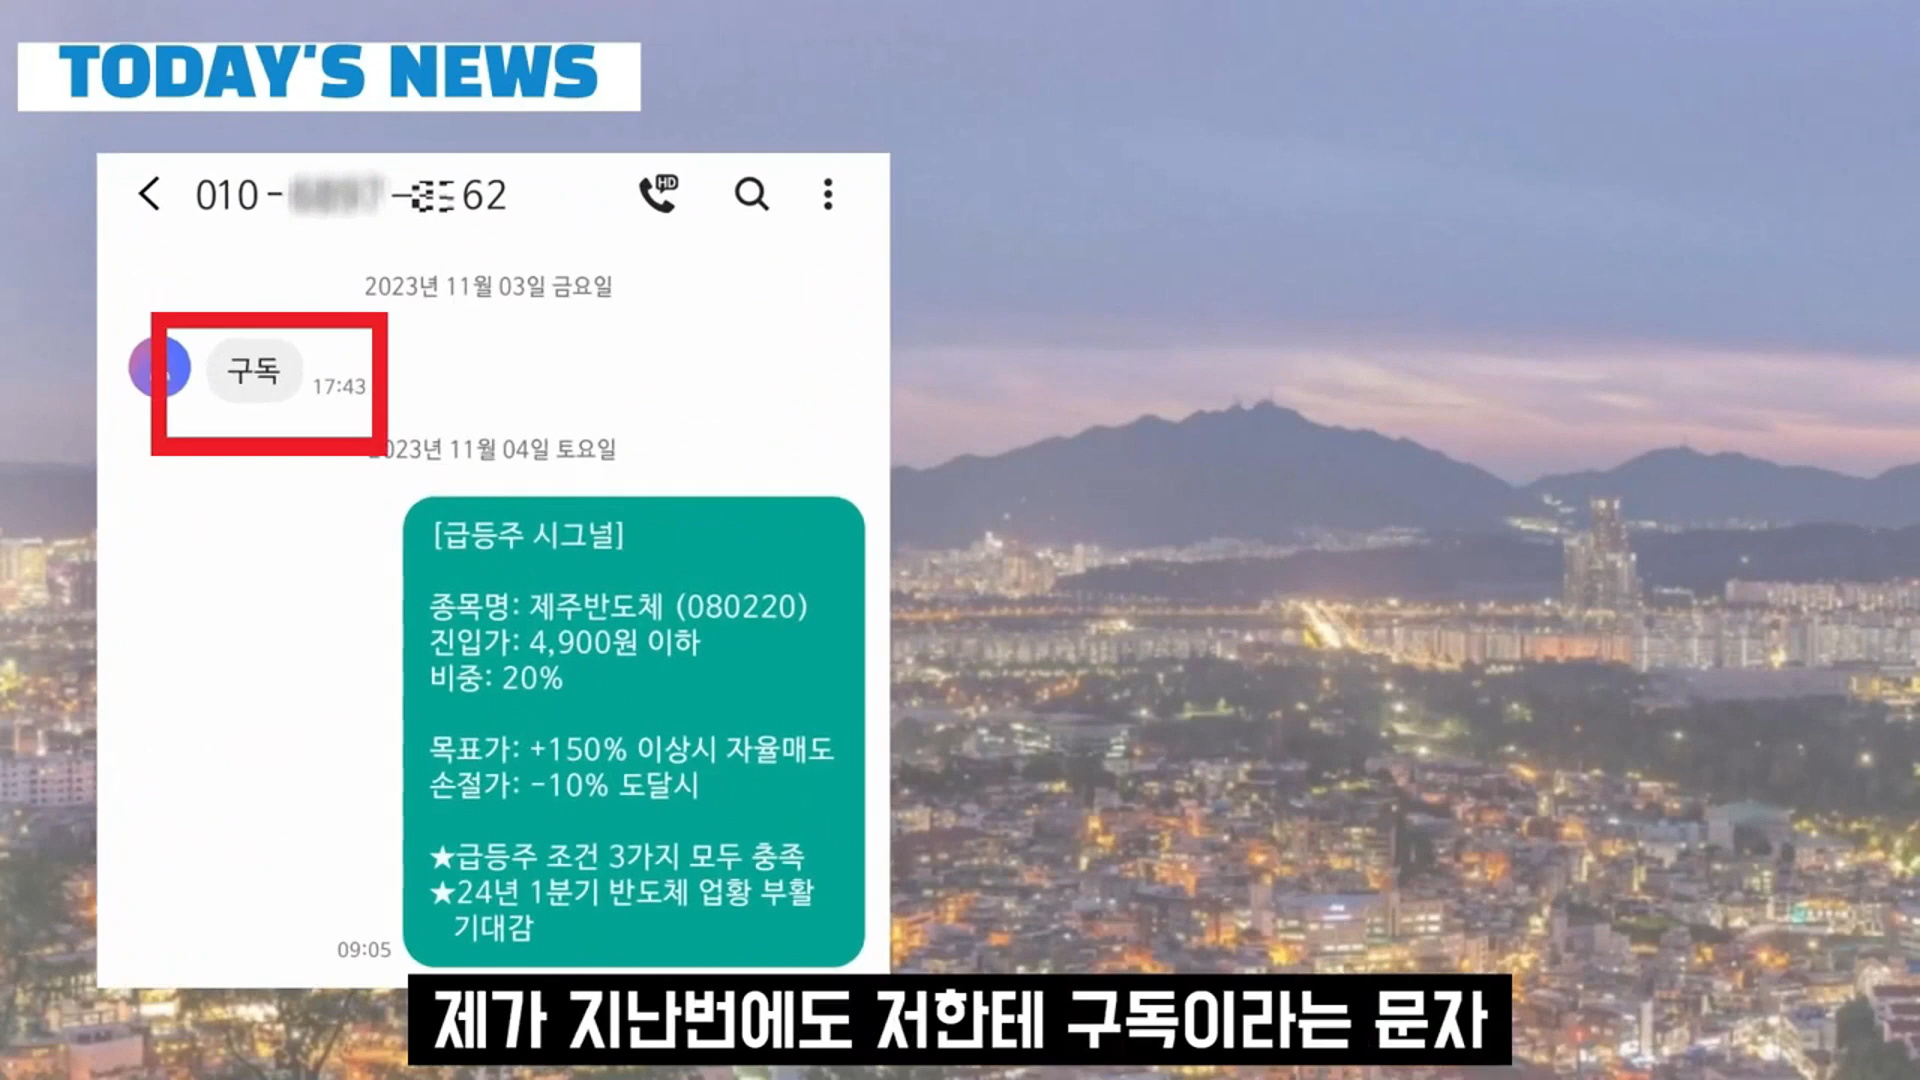 TODAY'S NEWS
010- 62
2023년 11월 03일 금요일
구독
17:43
2023년 11월 04일 토요일
[급등주 시그널]
종목명: 제주반도체 (080220)
진입가: 4,900원 이하
비중: 20%
목표가: +150% 이상시 자율매도
손절가: -10% 도달시
★급등주 조건 3가지 모두 충족
★24년 1분기 반도체 업황 부활
기대감
09:05
제가 지난번에도 저한테 구독이라는 문자